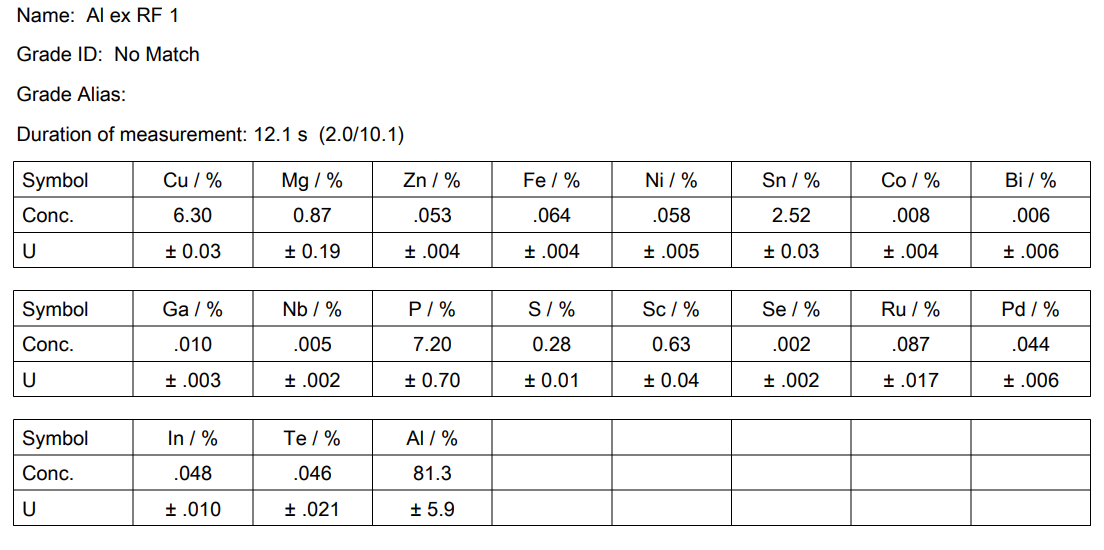 Name: Al ex RF 1
Grade ID: No Match
Grade Alias:
Duration of measurement: 12.1 s (2.0/10.1)
Symbol Cu / % Mg / % Zn / % Fe / % Ni / % Sn / % Co / % Bi / %
Conc. 6.30 0.87 .053 .064 .058 2.52 .008 .006
U ± 0.03 ± 0.19 ± .004 ± .004 ± .005 ± 0.03 ± .004 ± .006
Symbol Ga / % Nb / % P / % S / % Sc / % Se / % Ru / % Pd / %
Conc. .010 .005 7.20 0.28 0.63 .002 .087 .044
U ± .003 ± .002 ± 0.70 ± 0.01 ± 0.04 ± .002 ± .017 ± .006
Symbol In / % Te / % Al / %
Conc. .048 .046 81.3
U ± .010 ± .021 ± 5.9